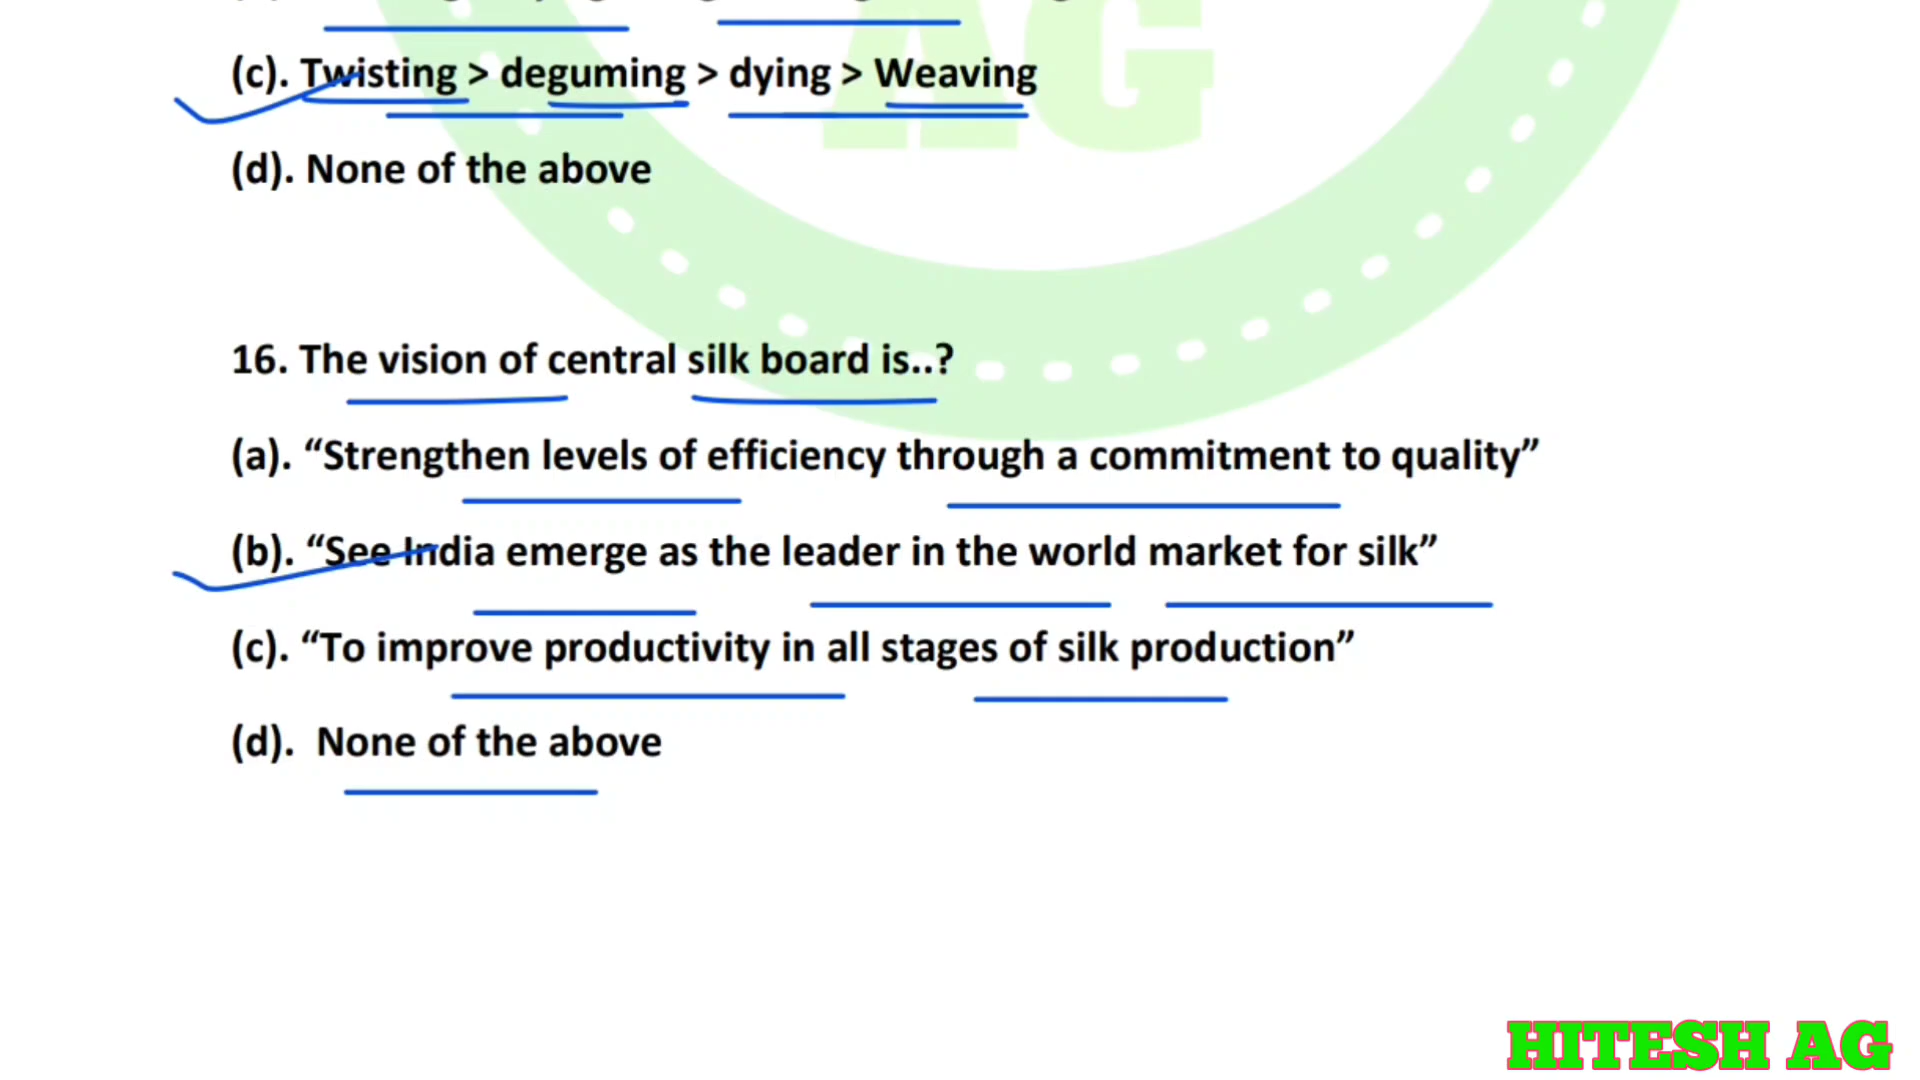 (c). Twisting > deguming > dying > Weaving
(d). None of the above
AG
16. The vision of central silk board is..?
(a). “Strengthen levels of efficiency through a commitment to quality”
(b). “See India emerge as the leader in the world market for silk”
(c). “To improve productivity in all stages of silk production”
(d). None of the above
HITESH AG